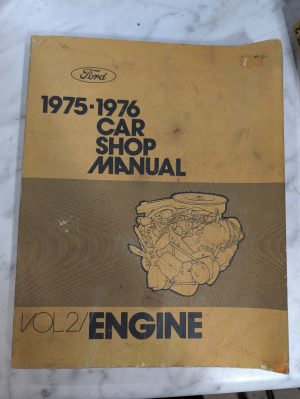 Ford
1975-1976
CAR
SHOP
MANUAL
VOL 2/ENGINE